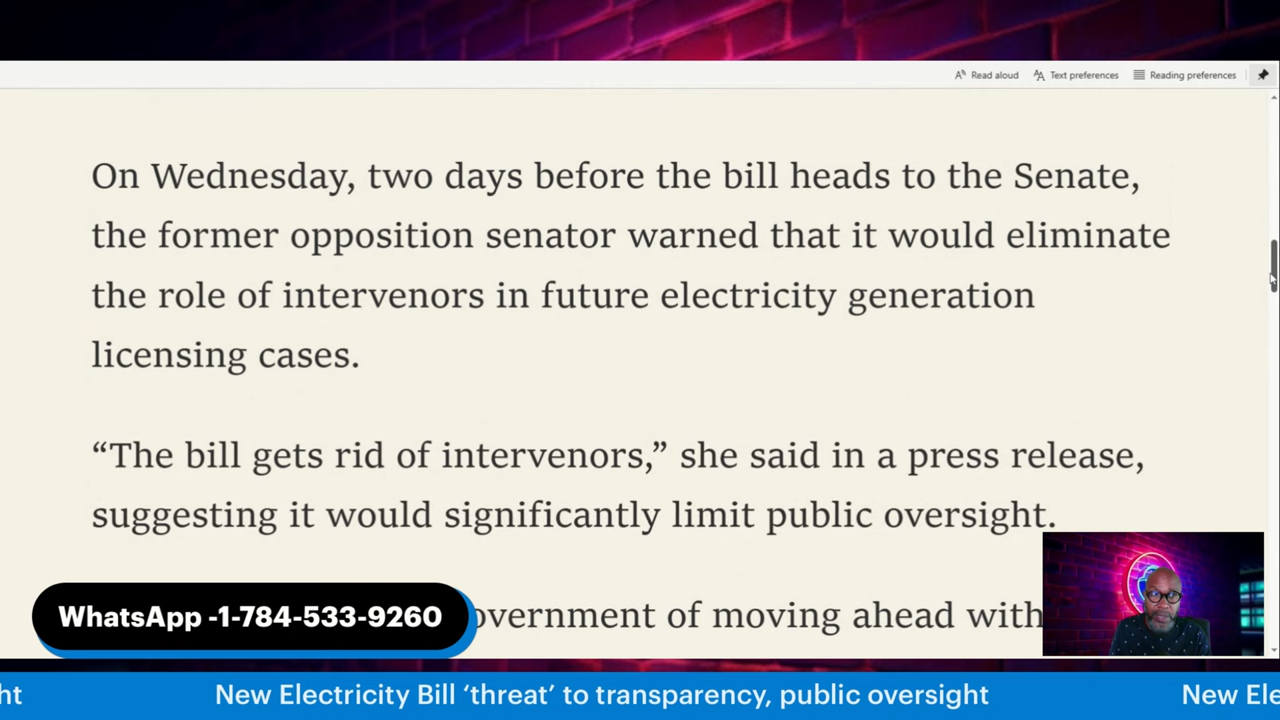 Read aloud Text preferences Reading preferences
On Wednesday, two days before the bill heads to the Senate,
the former opposition senator warned that it would eliminate
the role of intervenors in future electricity generation
licensing cases.
“The bill gets rid of intervenors,” she said in a press release,
suggesting it would significantly limit public oversight.
overnment of moving ahead with
WhatsApp -1-784-533-9260
ht New Electricity Bill ‘threat’ to transparency, public oversight New Ele